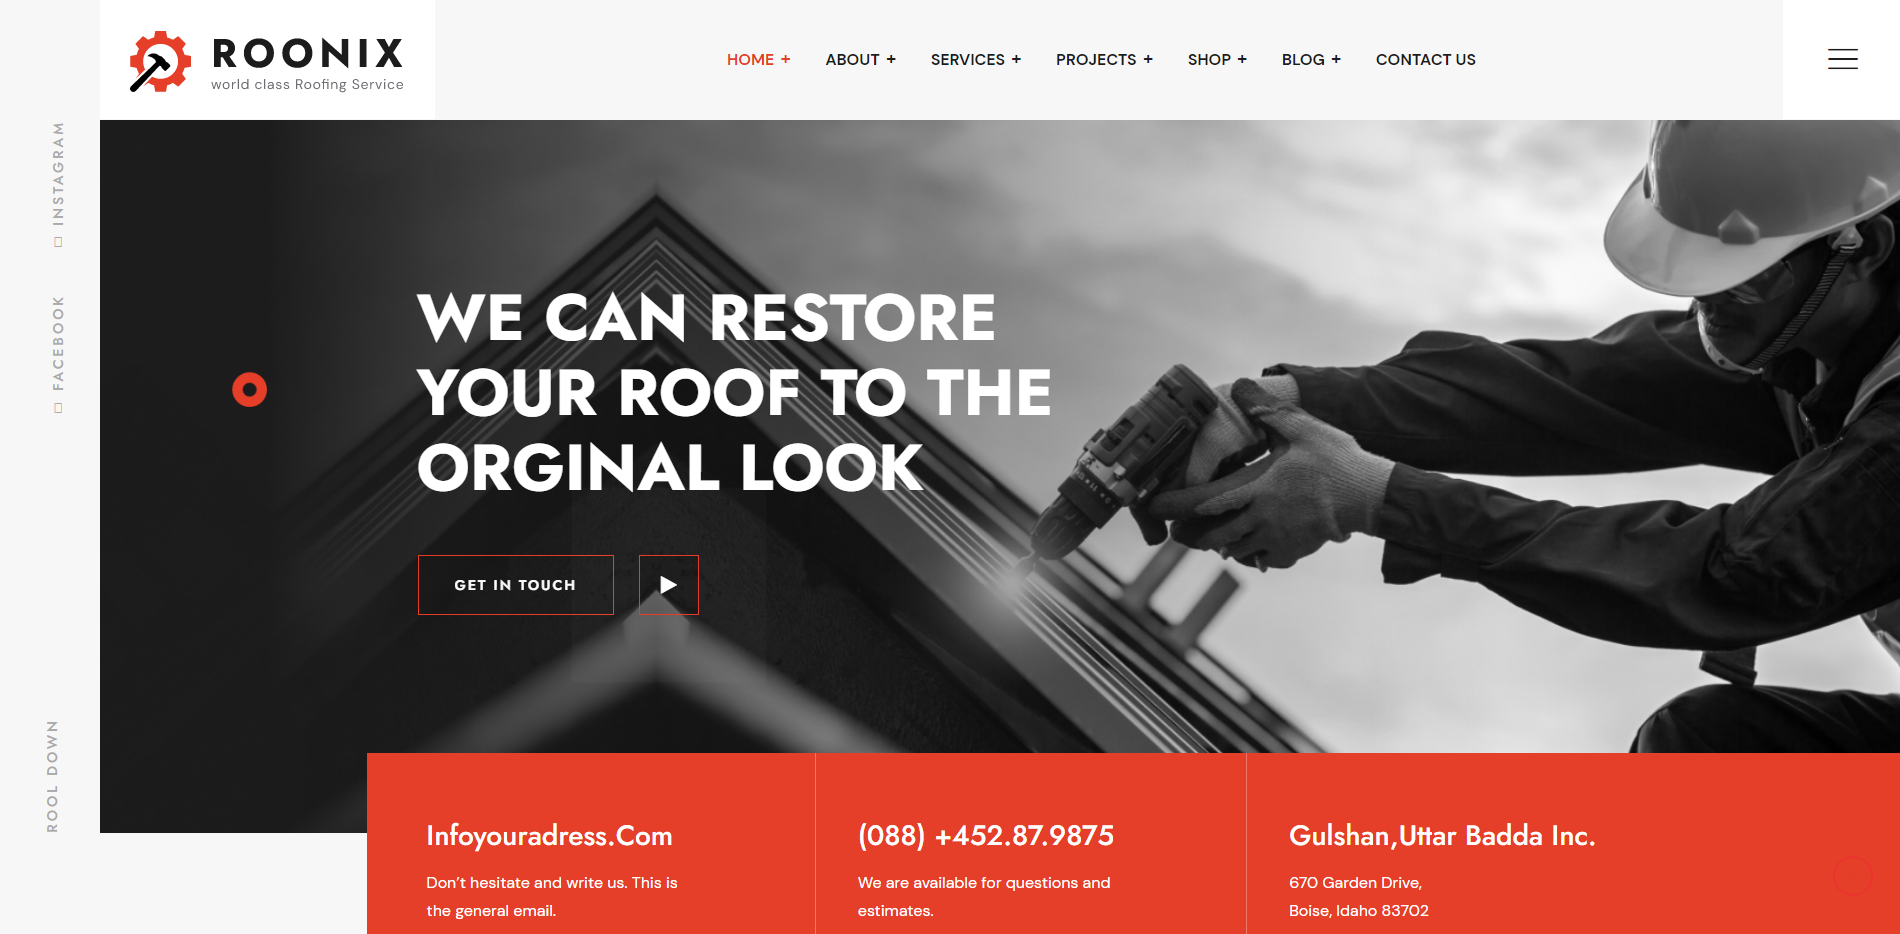 ROONIX
world class Roofing Service
HOME +
ABOUT +
SERVICES +
PROJECTS +
SHOP +
BLOG +
CONTACT US
INSTAGRAM
FACEBOOK
ROOL DOWN
WE CAN RESTORE
YOUR ROOF TO THE
ORGINAL LOOK
GET IN TOUCH
Infoyouradress.Com
Don’t hesitate and write us. This is
the general email.
(088) +452.87.9875
We are available for questions and
estimates.
Gulshan,Uttar Badda Inc.
670 Garden Drive,
Boise, Idaho 83702